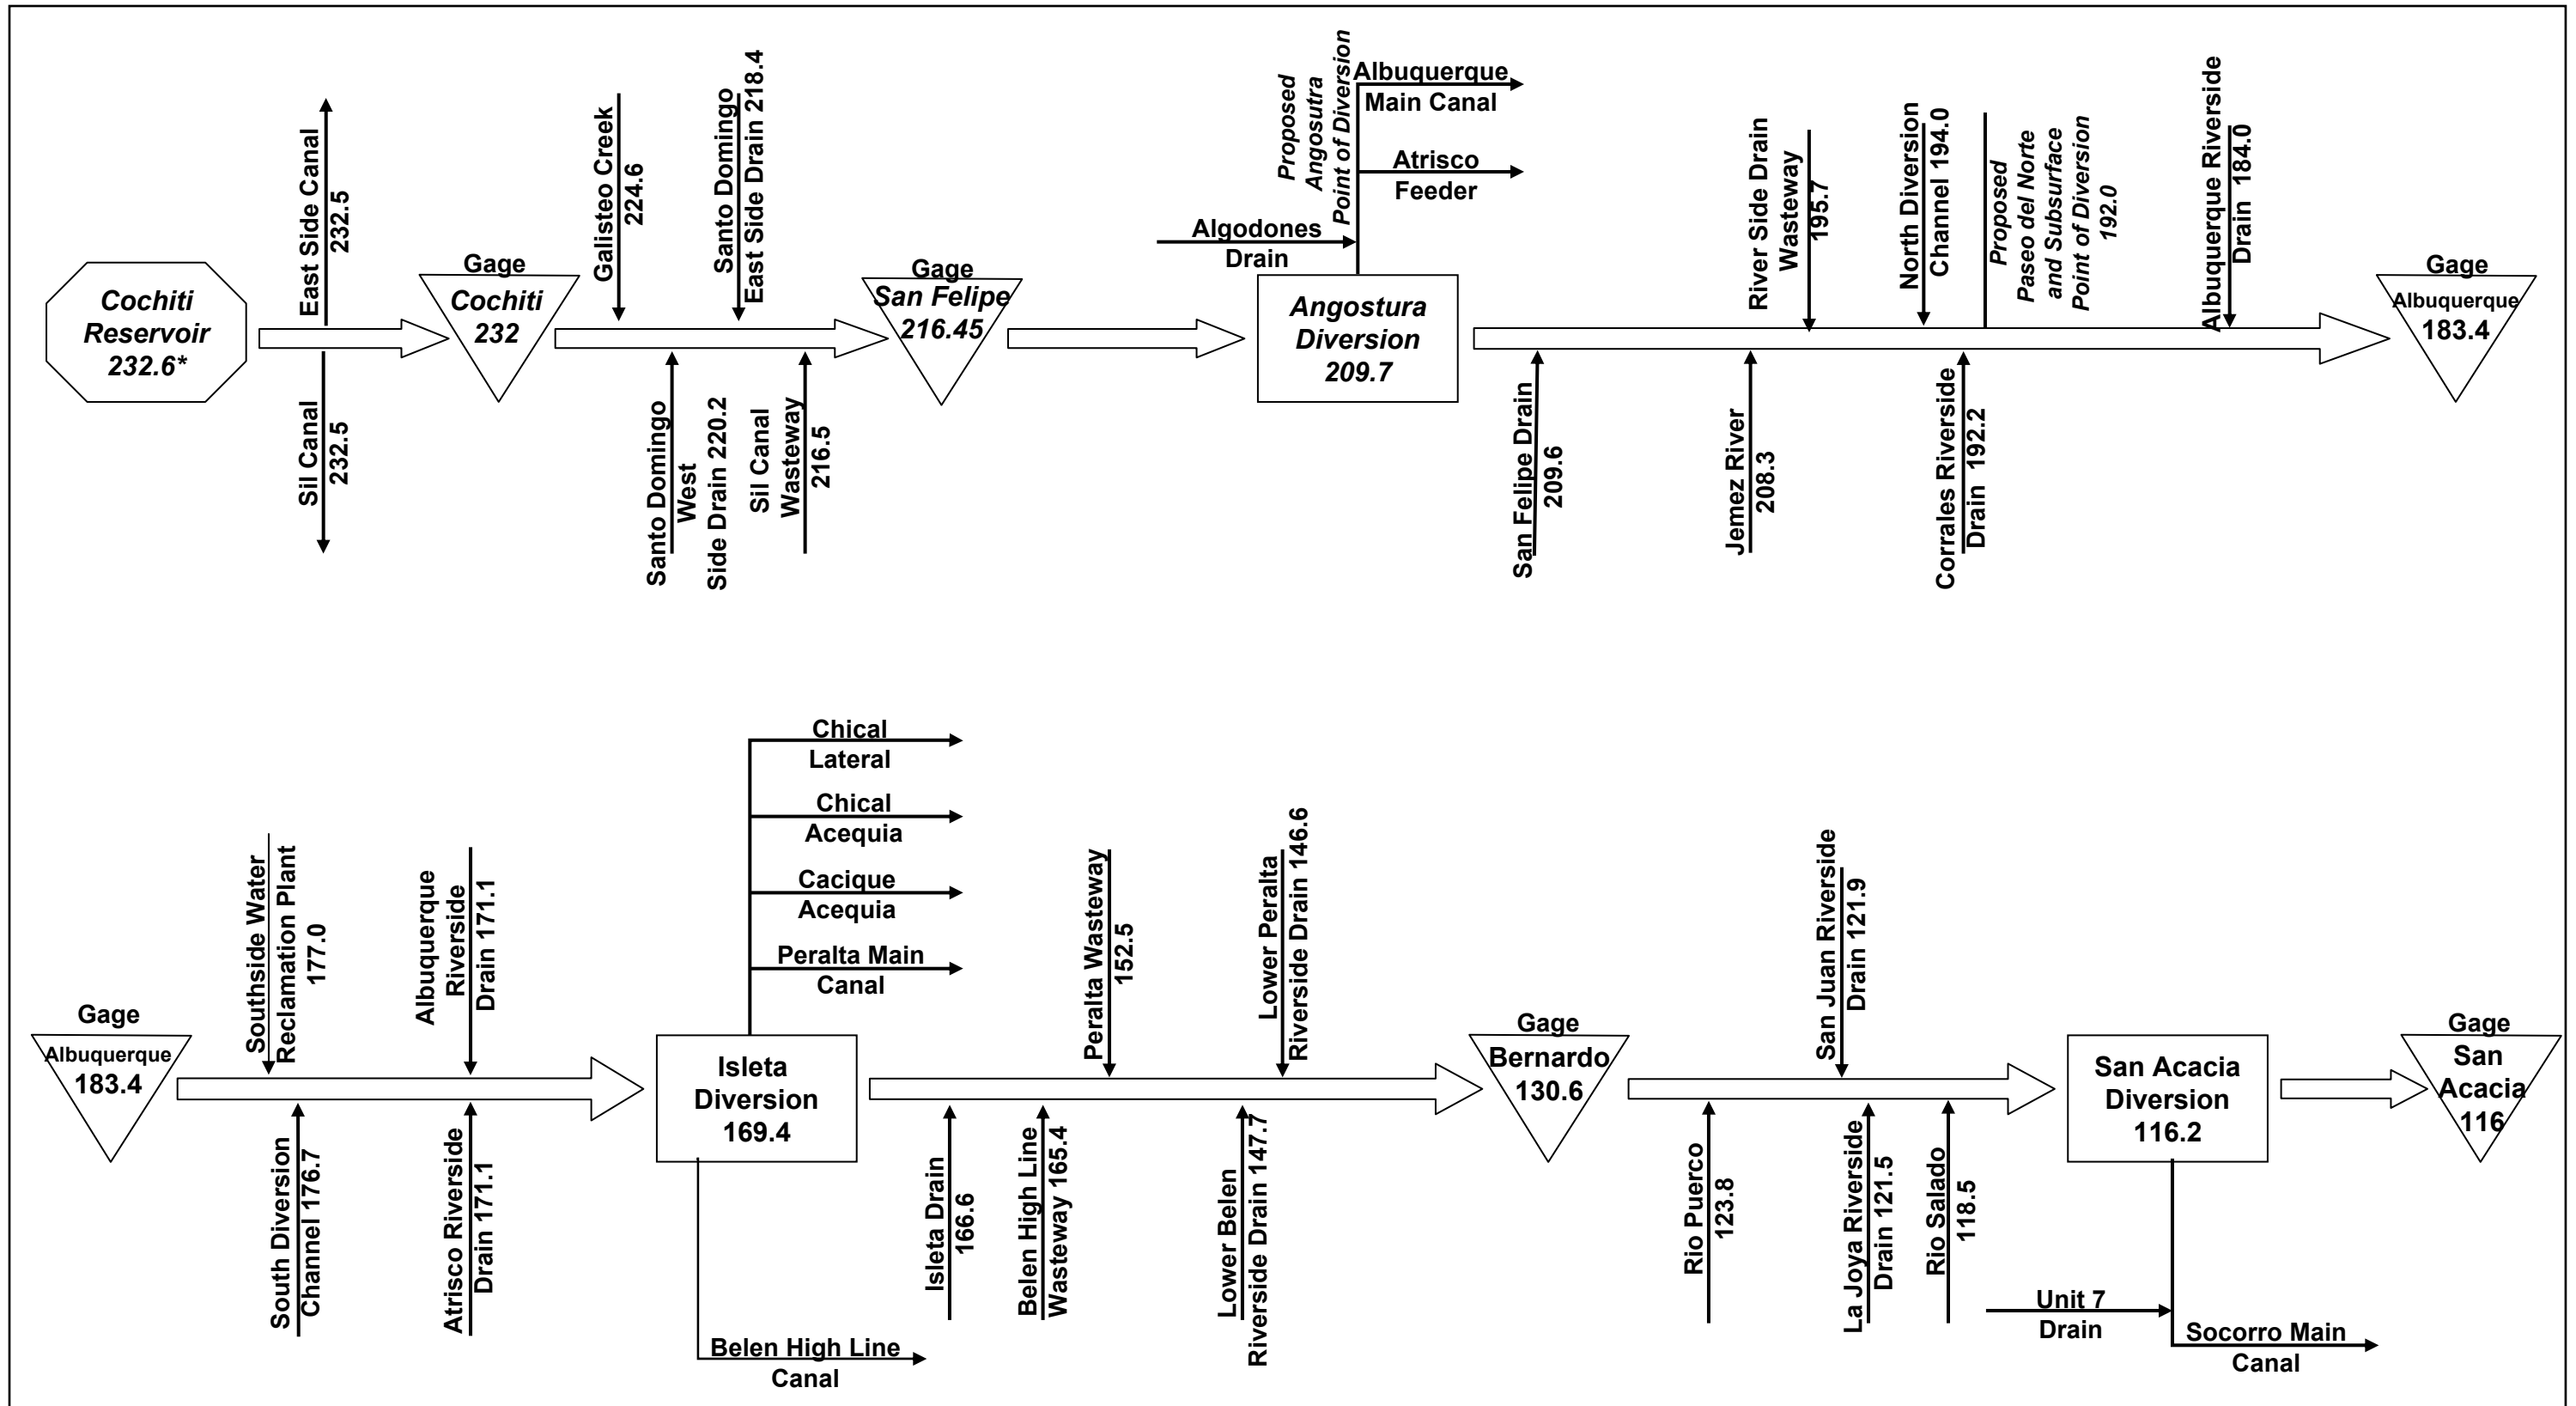 Cochiti
Reservoir
232.6*
East Side Canal
232.5
Sil Canal
232.5
Gage
Cochiti
232
Galisteo Creek
224.6
Santo Domingo
East Side Drain 218.4
Santo Domingo
West
Side Drain 220.2
Sil Canal
Wasteway
216.5
Gage
San Felipe
216.45
Algodones
Drain
Proposed
Angosutra
Point of Diversion
Albuquerque
Main Canal
Atrisco
Feeder
Angostura
Diversion
209.7
San Felipe Drain
209.6
River Side Drain
Wasteway
195.7
Jemez River
208.3
North Diversion
Channel 194.0
Corrales Riverside
Drain 192.2
Proposed
Paseo del Norte
and Subsurface
Point of Diversion
192.0
Albuquerque Riverside
Drain 184.0
Gage
Albuquerque
183.4
Gage
Albuquerque
183.4
Southside Water
Reclamation Plant
177.0
South Diversion
Channel 176.7
Albuquerque
Riverside
Drain 171.1
Atrisco Riverside
Drain 171.1
Chical
Lateral
Chical
Acequia
Cacique
Acequia
Peralta Main
Canal
Isleta
Diversion
169.4
Belen High Line
Canal
Isleta Drain
166.6
Belen High Line
Wasteway 165.4
Peralta Wasteway
152.5
Lower Belen
Riverside Drain 147.7
Lower Peralta
Riverside Drain 146.6
Gage
Bernardo
130.6
Rio Puerco
123.8
San Juan Riverside
Drain 121.9
La Joya Riverside
Drain 121.5
Rio Salado
118.5
San Acacia
Diversion
116.2
Unit 7
Drain
Socorro Main
Canal
Gage
San
Acacia
116